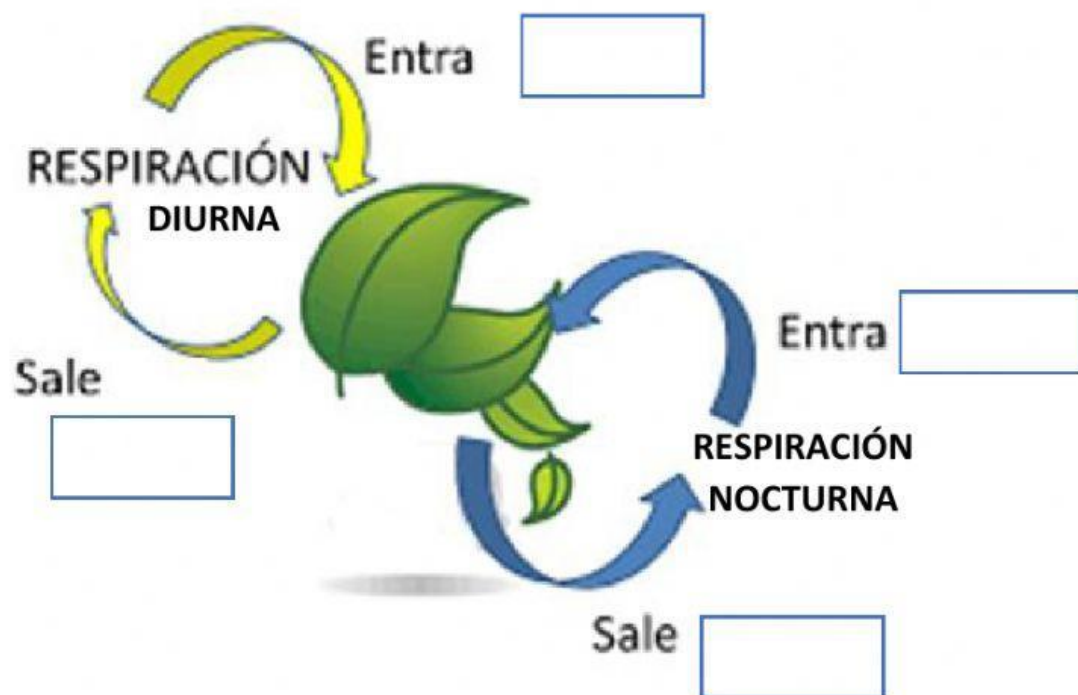 Entra
RESPIRACIÓN
DIURNA
Sale
Entra
RESPIRACIÓN
NOCTURNA
Sale